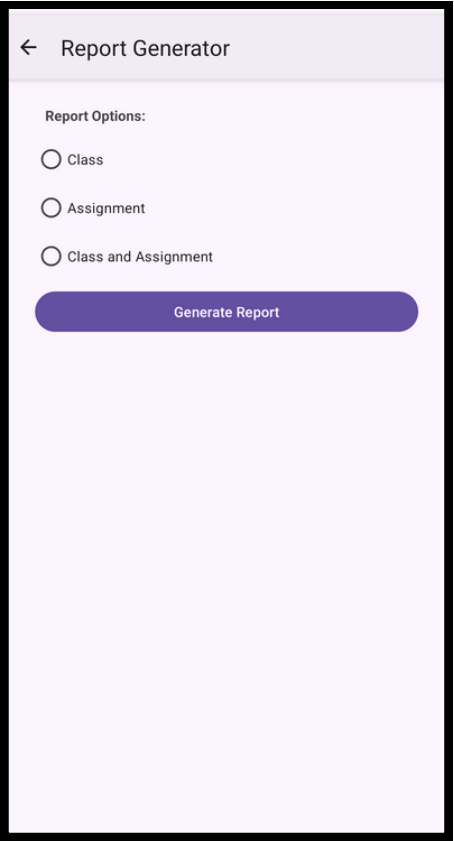 Report Generator
Report Options:
Class
Assignment
Class and Assignment
Generate Report